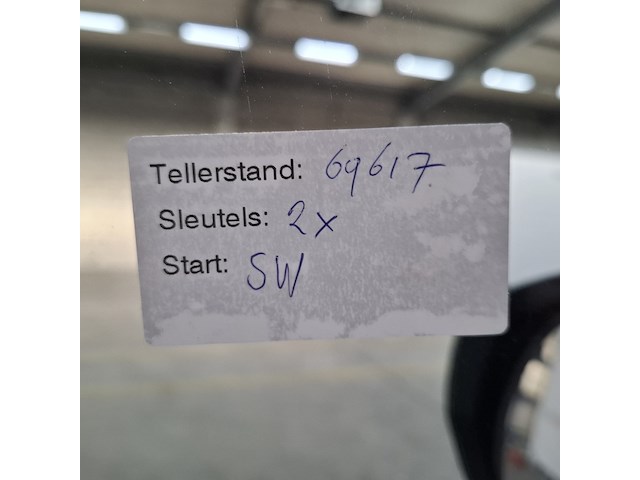 Tellerstand: 69617
Sleutels: 2x
Start: SW